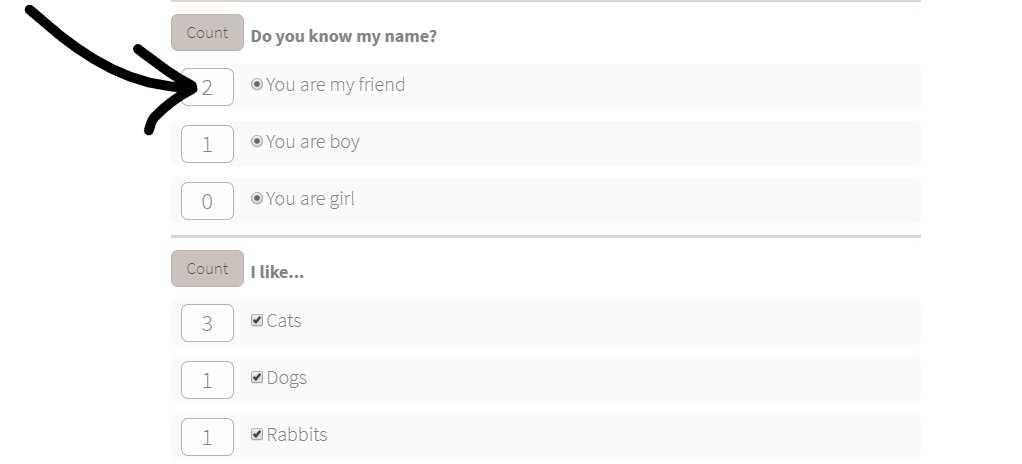 Count Do you know my name?
2 You are my friend
1 You are boy
0 You are girl
Count I like...
3 Cats
1 Dogs
1 Rabbits